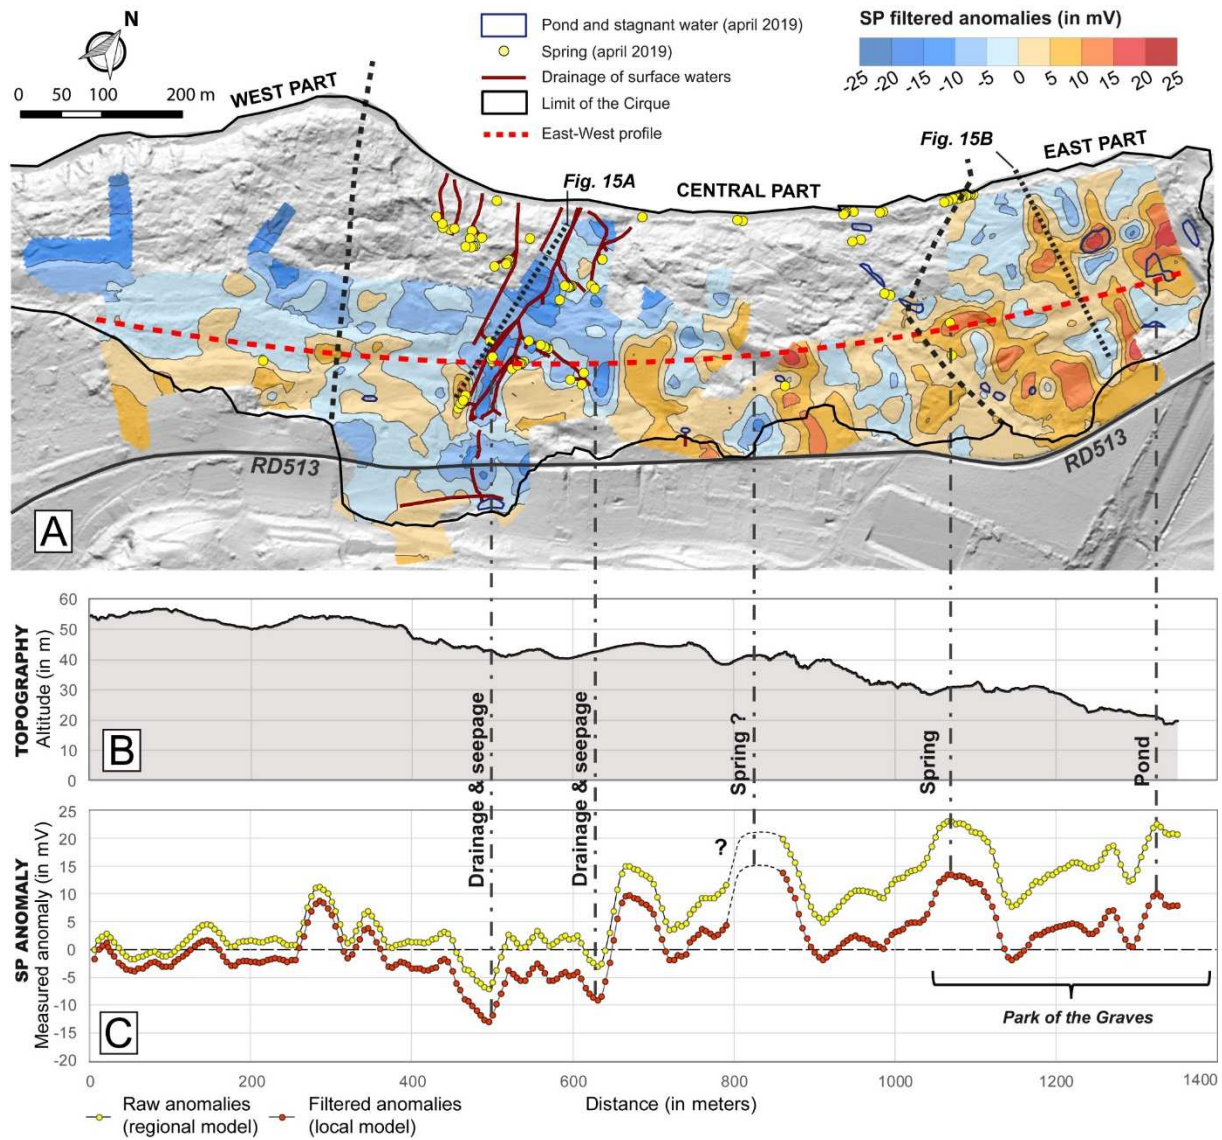 N
0 50 100 200 m
Pond and stagnant water (april 2019)
Spring (april 2019)
Drainage of surface waters
Limit of the Cirque
East-West profile
SP filtered anomalies (in mV)
-25 -20 -15 -10 -5 0 5 10 15 20 25
WEST PART
Fig. 15A
CENTRAL PART
Fig. 15B
EAST PART
RD513
RD513
A
TOPOGRAPHY
Altitude (in m)
60
50
40
30
20
10
0
B
Drainage & seepage
Drainage & seepage
Spring ?
Spring
Pond
SP ANOMALY
Measured anomaly (in mV)
25
20
15
10
5
0
-5
-10
-15
-20
?
C
Park of the Graves
0 200 400 600 800 1000 1200 1400
Distance (in meters)
Raw anomalies
(regional model)
Filtered anomalies
(local model)